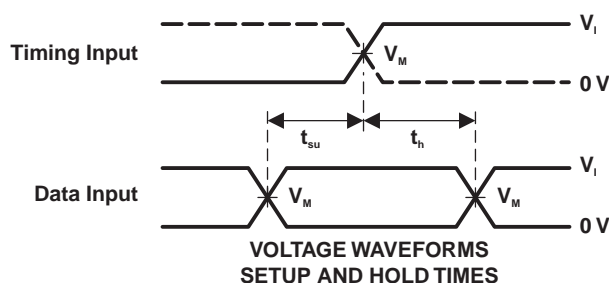 V_I
Timing Input
V_M
0 V
t_su
t_h
V_I
Data Input
V_M
V_M
0 V
VOLTAGE WAVEFORMS
SETUP AND HOLD TIMES